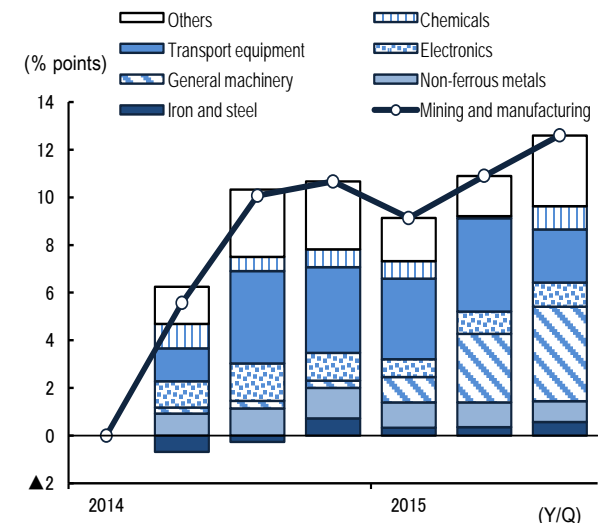 Others
Chemicals
Transport equipment
Electronics
(% points)
General machinery
Non-ferrous metals
Iron and steel
Mining and manufacturing
14
12
10
8
6
4
2
0
▲2
2014
2015
(Y/Q)